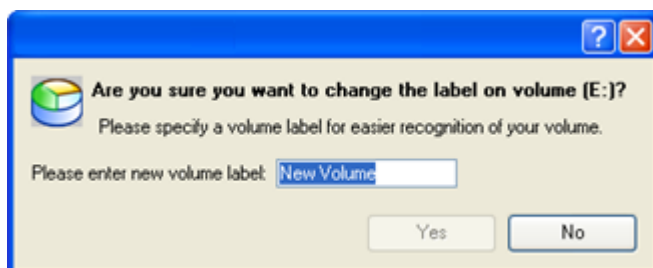 Are you sure you want to change the label on volume (E:)?
Please specify a volume label for easier recognition of your volume.
Please enter new volume label: New Volume
Yes No